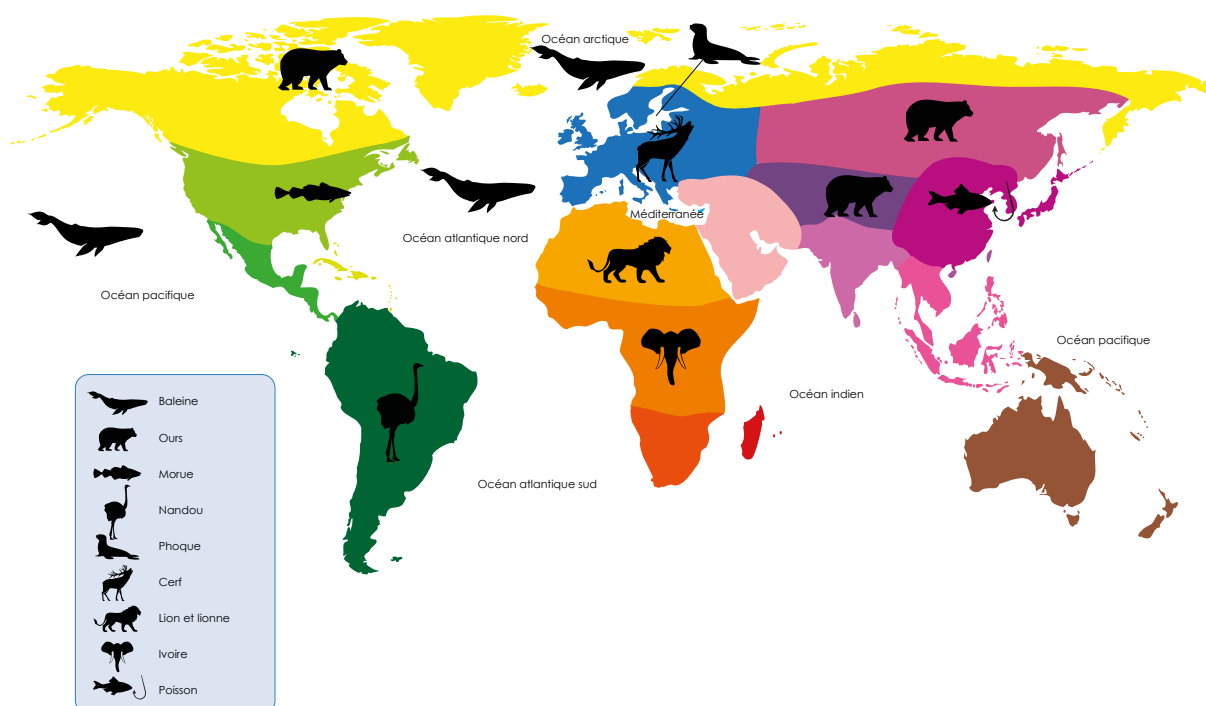 Océan arctique
Méditerranée
Océan atlantique nord
Océan pacifique
Océan pacifique
Océan indien
Océan atlantique sud
Baleine
Ours
Morue
Nandou
Phoque
Cerf
Lion et lionne
Ivoire
Poisson